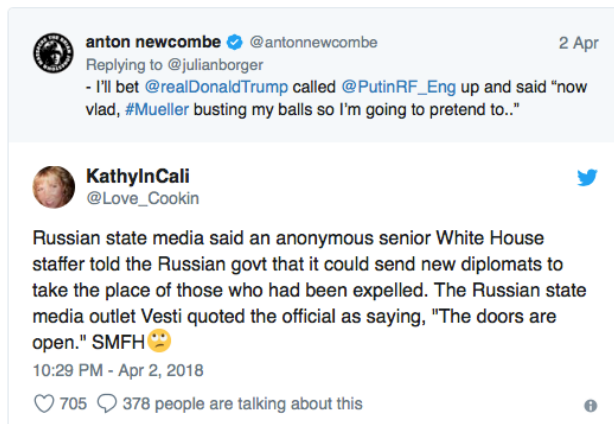 anton newcombe @antonnewcombe 2 Apr
Replying to @julianborger
- I'll bet @realDonaldTrump called @PutinRF_Eng up and said “now
vlad, #Mueller busting my balls so I'm going to pretend to.."
KathyInCali
@Love_Cookin
Russian state media said an anonymous senior White House
staffer told the Russian govt that it could send new diplomats to
take the place of those who had been expelled. The Russian state
media outlet Vesti quoted the official as saying, "The doors are
open." SMFH🙄
10:29 PM - Apr 2, 2018
705 378 people are talking about this